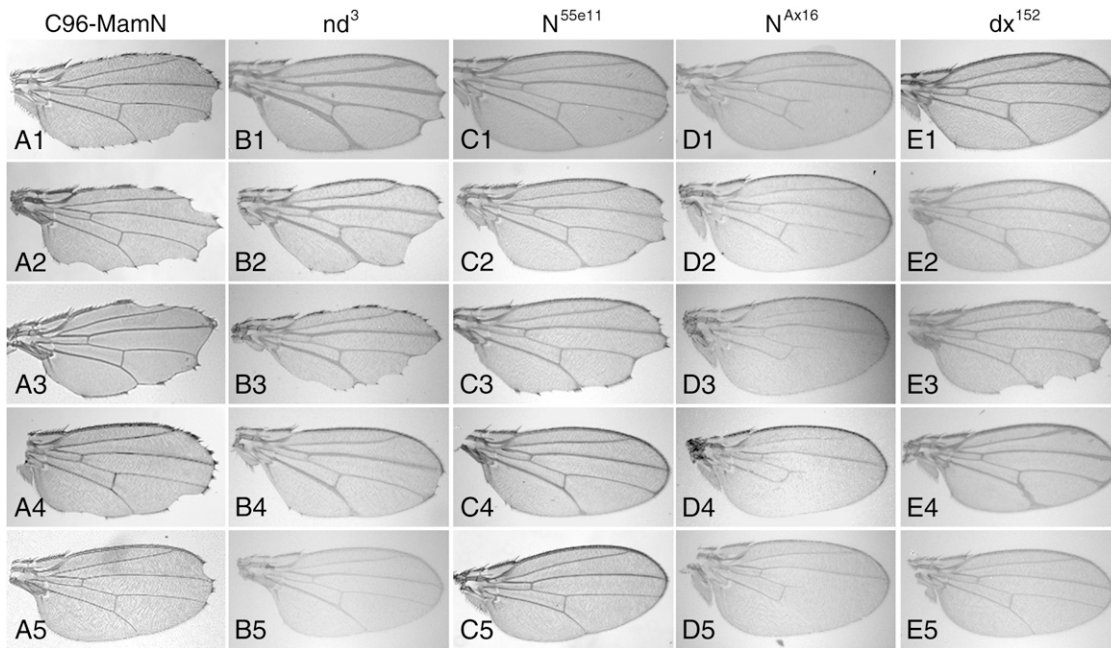 C96-MamN nd³ N⁵⁵ᵉ¹¹ Nᴬˣ¹⁶ dx¹⁵²
A1 B1 C1 D1 E1
A2 B2 C2 D2 E2
A3 B3 C3 D3 E3
A4 B4 C4 D4 E4
A5 B5 C5 D5 E5